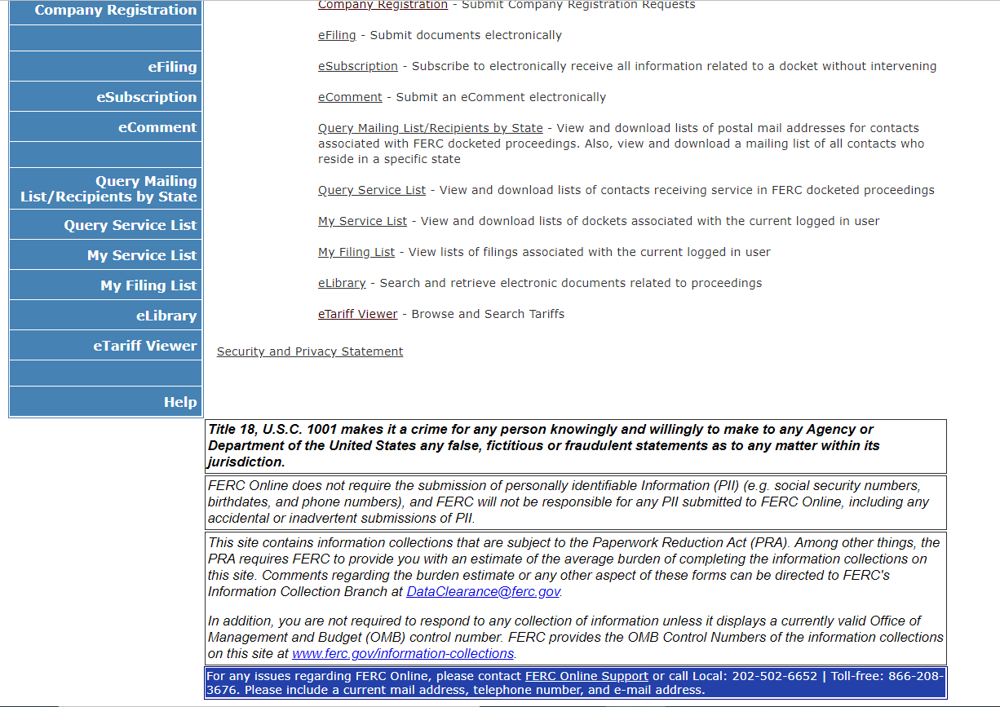 Company Registration
eFiling
eSubscription
eComment
Query Mailing
List/Recipients by State
Query Service List
My Service List
My Filing List
eLibrary
eTariff Viewer
Help
Company Registration - Submit Company Registration Requests
eFiling - Submit documents electronically
eSubscription - Subscribe to electronically receive all information related to a docket without intervening
eComment - Submit an eComment electronically
Query Mailing List/Recipients by State - View and download lists of postal mail addresses for contacts
associated with FERC docketed proceedings. Also, view and download a mailing list of all contacts who
reside in a specific state
Query Service List - View and download lists of contacts receiving service in FERC docketed proceedings
My Service List - View and download lists of dockets associated with the current logged in user
My Filing List - View lists of filings associated with the current logged in user
eLibrary - Search and retrieve electronic documents related to proceedings
eTariff Viewer - Browse and Search Tariffs
Security and Privacy Statement
Title 18, U.S.C. 1001 makes it a crime for any person knowingly and willingly to make to any Agency or
Department of the United States any false, fictitious or fraudulent statements as to any matter within its
jurisdiction.
FERC Online does not require the submission of personally identifiable Information (PII) (e.g. social security numbers,
birthdates, and phone numbers), and FERC will not be responsible for any PII submitted to FERC Online, including any
accidental or inadvertent submissions of PII.
This site contains information collections that are subject to the Paperwork Reduction Act (PRA). Among other things, the
PRA requires FERC to provide you with an estimate of the average burden of completing the information collections on
this site. Comments regarding the burden estimate or any other aspect of these forms can be directed to FERC's
Information Collection Branch at DataClearance@ferc.gov.
In addition, you are not required to respond to any collection of information unless it displays a currently valid Office of
Management and Budget (OMB) control number. FERC provides the OMB Control Numbers of the information collections
on this site at www.ferc.gov/information-collections.
For any issues regarding FERC Online, please contact FERC Online Support or call Local: 202-502-6652 | Toll-free: 866-208-
3676. Please include a current mail address, telephone number, and e-mail address.